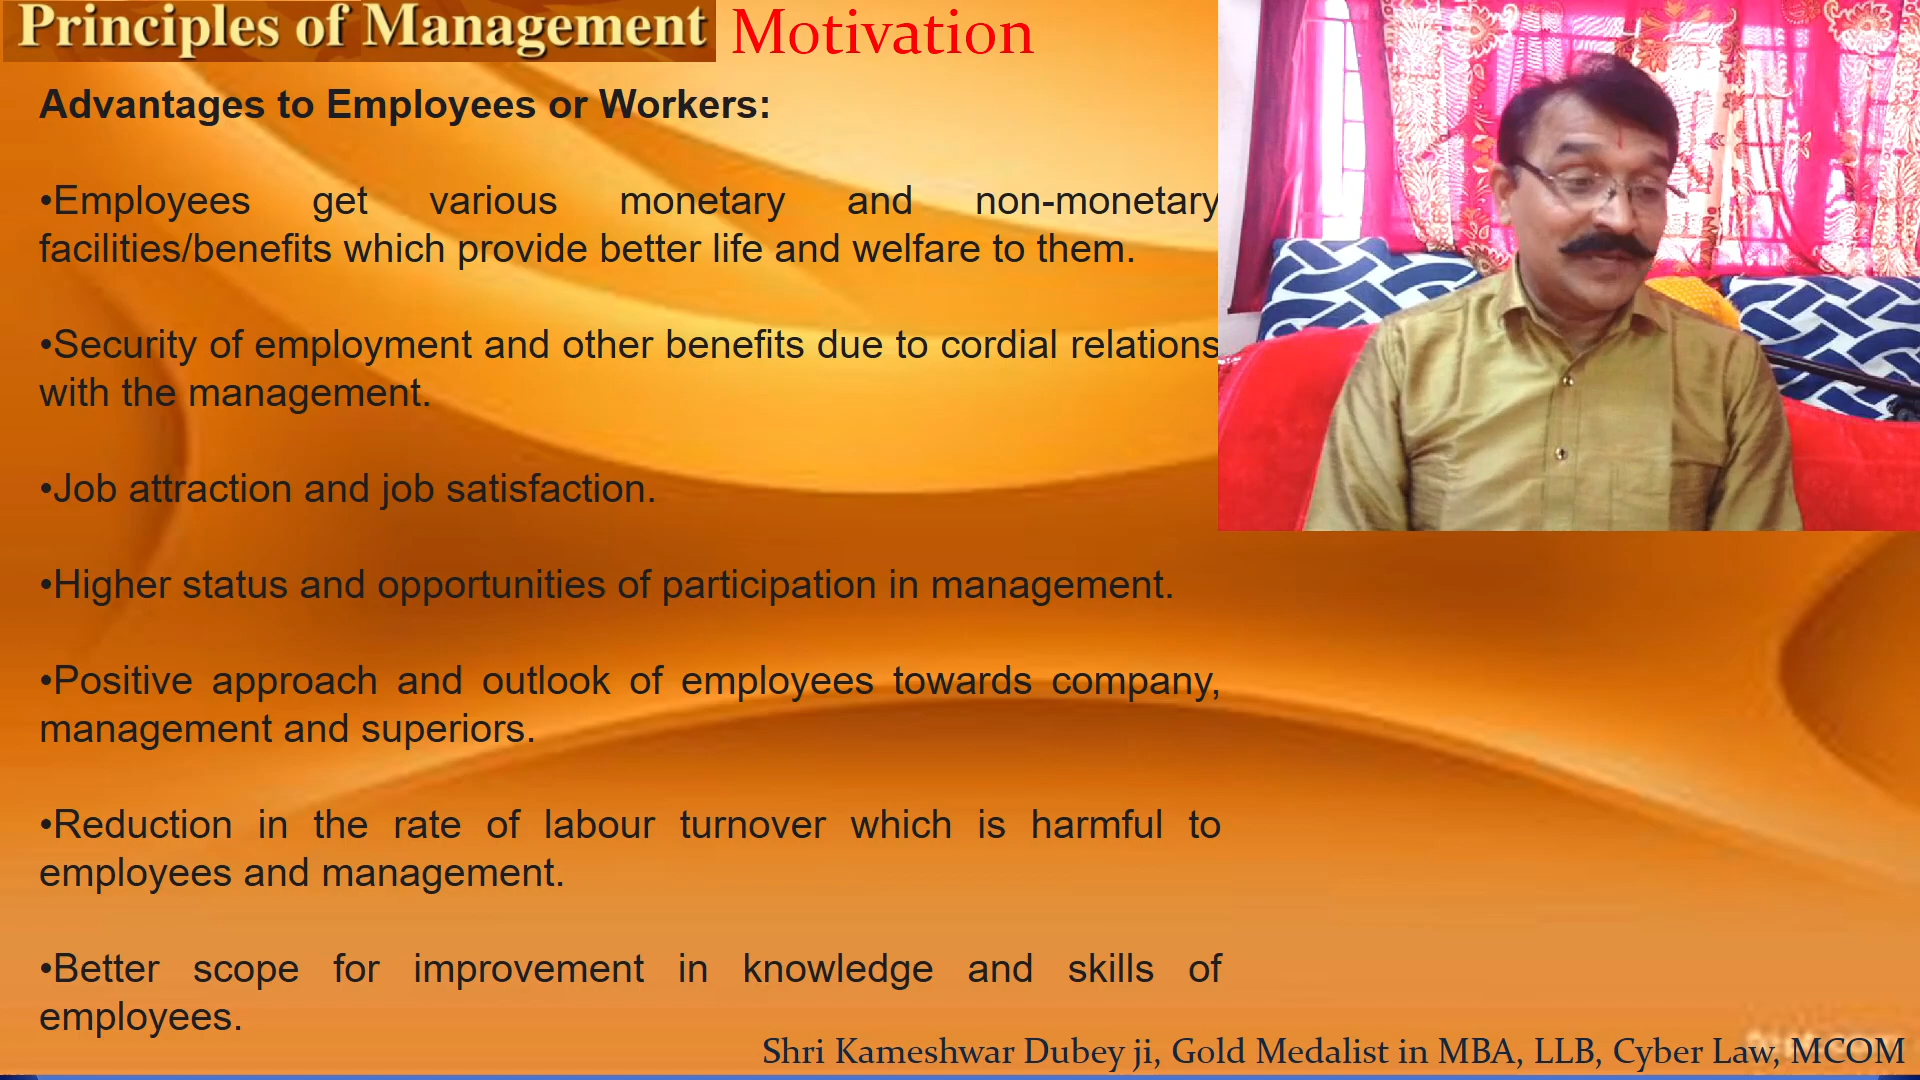 Principles of Management Motivation
Advantages to Employees or Workers:
•Employees get various monetary and non-monetary
facilities/benefits which provide better life and welfare to them.
•Security of employment and other benefits due to cordial relations
with the management.
•Job attraction and job satisfaction.
•Higher status and opportunities of participation in management.
•Positive approach and outlook of employees towards company,
management and superiors.
•Reduction in the rate of labour turnover which is harmful to
employees and management.
•Better scope for improvement in knowledge and skills of
employees.
Shri Kameshwar Dubey ji, Gold Medalist in MBA, LLB, Cyber Law, MCOM